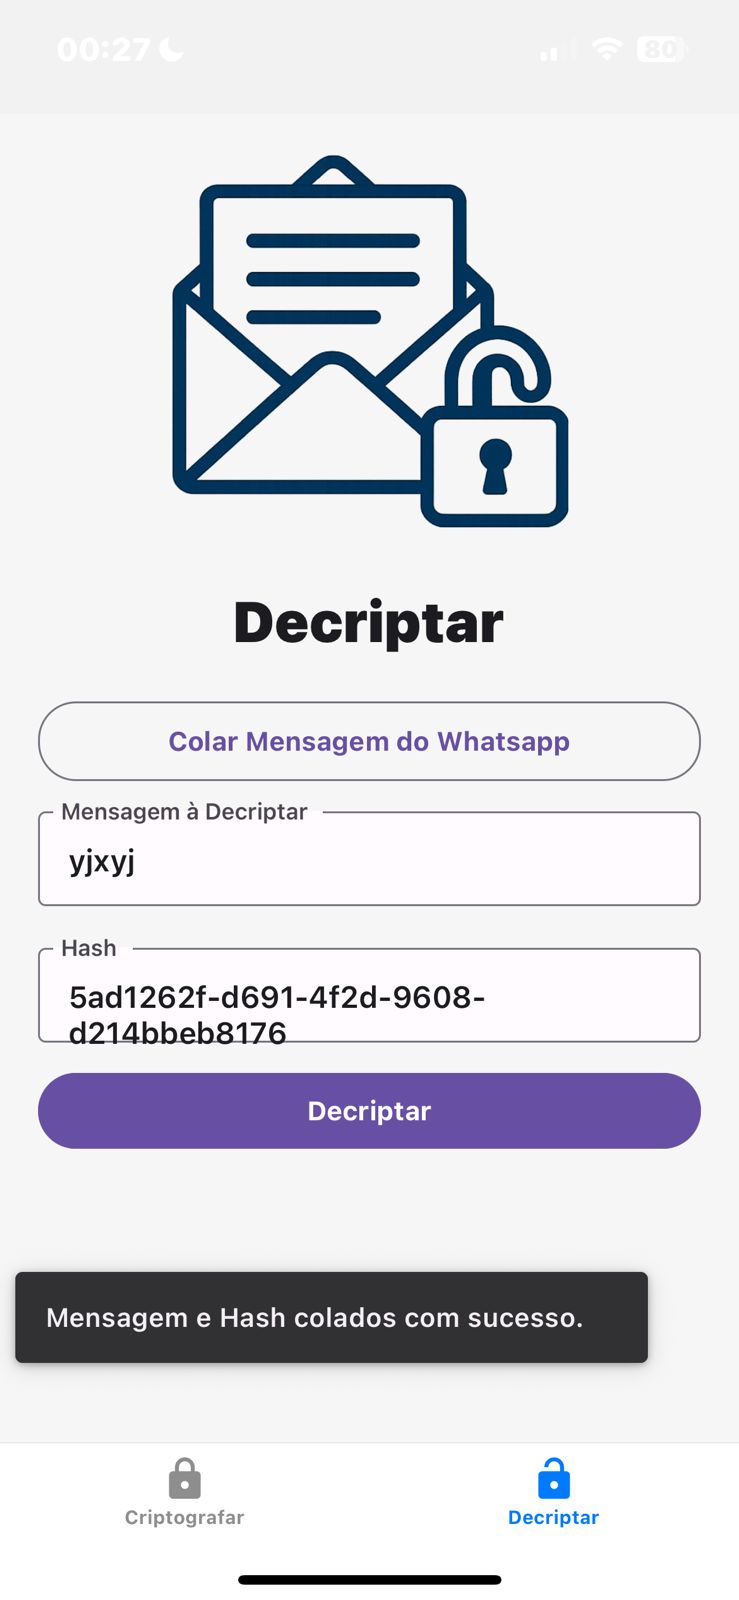 00:27
80
Decriptar
Colar Mensagem do Whatsapp
Mensagem à Decriptar
yjxyj
Hash
5ad1262f-d691-4f2d-9608-
d214bbeb8176
Decriptar
Mensagem e Hash colados com sucesso.
Criptografar
Decriptar